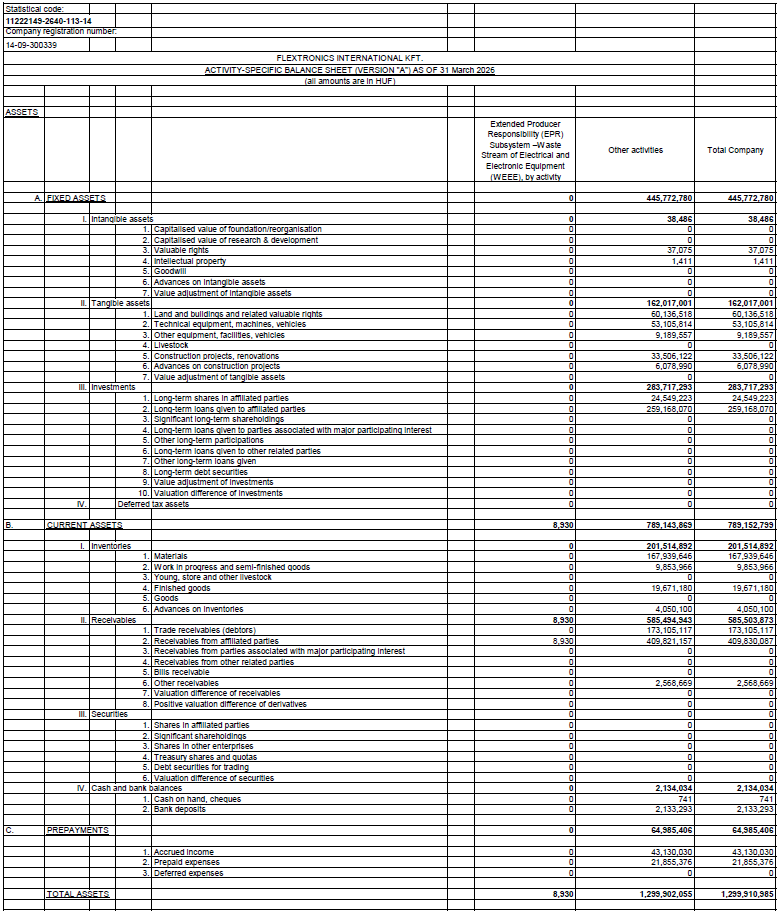 Statistical code:
11222149-2640-113-14
Company registration number:
14-09-300339
FLEXTRONICS INTERNATIONAL KFT.
ACTIVITY-SPECIFIC BALANCE SHEET (VERSION "A") AS OF 31 March 2026
(all amounts are in HUF)
ASSETS
Extended Producer
Responsibility (EPR)
Subsystem –Waste
Stream of Electrical and
Electronic Equipment
(WEEE), by activity
Other activities
Total Company
A. FIXED ASSETS 0 445,772,780 445,772,780
I. Intangible assets 0 38,486 38,486
1. Capitalised value of foundation/reorganisation 0 0 0
2. Capitalised value of research & development 0 0 0
3. Valuable rights 0 37,075 37,075
4. Intellectual property 0 1,411 1,411
5. Goodwill 0 0 0
6. Advances on intangible assets 0 0 0
7. Value adjustment of intangible assets 0 0 0
II. Tangible assets 0 162,017,001 162,017,001
1. Land and buildings and related valuable rights 0 60,136,518 60,136,518
2. Technical equipment, machines, vehicles 0 53,105,814 53,105,814
3. Other equipment, facilities, vehicles 0 9,189,557 9,189,557
4. Livestock 0 0 0
5. Construction projects, renovations 0 33,506,122 33,506,122
6. Advances on construction projects 0 6,078,990 6,078,990
7. Value adjustment of tangible assets 0 0 0
III. Investments 0 283,717,293 283,717,293
1. Long-term shares in affiliated parties 0 24,549,223 24,549,223
2. Long-term loans given to affiliated parties 0 259,168,070 259,168,070
3. Significant long-term shareholdings 0 0 0
4. Long-term loans given to parties associated with major participating interest 0 0 0
5. Other long-term participations 0 0 0
6. Long-term loans given to other related parties 0 0 0
7. Other long-term loans given 0 0 0
8. Long-term debt securities 0 0 0
9. Value adjustment of investments 0 0 0
10. Valuation difference of investments 0 0 0
IV. Deferred tax assets 0 0 0
B. CURRENT ASSETS 8,930 789,143,869 789,152,799
I. Inventories 0 201,514,892 201,514,892
1. Materials 0 167,939,646 167,939,646
2. Work in progress and semi-finished goods 0 9,853,966 9,853,966
3. Young, store and other livestock 0 0 0
4. Finished goods 0 19,671,180 19,671,180
5. Goods 0 0 0
6. Advances on inventories 0 4,050,100 4,050,100
II. Receivables 8,930 585,494,943 585,503,873
1. Trade receivables (debtors) 0 173,105,117 173,105,117
2. Receivables from affiliated parties 8,930 409,821,157 409,830,087
3. Receivables from parties associated with major participating interest 0 0 0
4. Receivables from other related parties 0 0 0
5. Bills receivable 0 0 0
6. Other receivables 0 2,568,669 2,568,669
7. Valuation difference of receivables 0 0 0
8. Positive valuation difference of derivatives 0 0 0
III. Securities 0 0 0
1. Shares in affiliated parties 0 0 0
2. Significant shareholdings 0 0 0
3. Shares in other enterprises 0 0 0
4. Treasury shares and quotas 0 0 0
5. Debt securities for trading 0 0 0
6. Valuation difference of securities 0 0 0
IV. Cash and bank balances 0 2,134,034 2,134,034
1. Cash on hand, cheques 0 741 741
2. Bank deposits 0 2,133,293 2,133,293
C. PREPAYMENTS 0 64,985,406 64,985,406
1. Accrued income 0 43,130,030 43,130,030
2. Prepaid expenses 0 21,855,376 21,855,376
3. Deferred expenses 0 0 0
TOTAL ASSETS 8,930 1,299,902,055 1,299,910,985